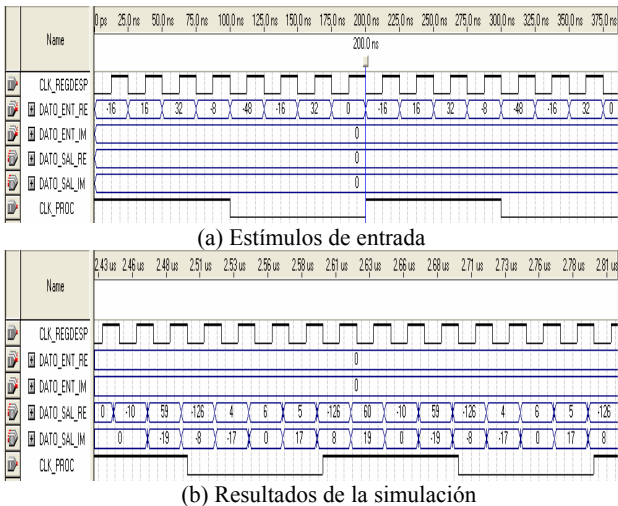 0 ps 25.0 ns 50.0 ns 75.0 ns 100.0 ns 125.0 ns 150.0 ns 175.0 ns 200.0 ns 225.0 ns 250.0 ns 275.0 ns 300.0 ns 325.0 ns 350.0 ns 375.0 ns
Name
200.0 ns
CLK_REGDESP
DATO_ENT_RE -16 16 32 -8 -48 -16 32 0 -16 16 32 -8 -48 -16 32 0
DATO_ENT_IM 0
DATO_SAL_RE 0
DATO_SAL_IM 0
CLK_PROC
(a) Estímulos de entrada
2.43 us 2.46 us 2.48 us 2.51 us 2.53 us 2.56 us 2.58 us 2.61 us 2.63 us 2.66 us 2.68 us 2.71 us 2.73 us 2.76 us 2.78 us 2.81 us
Name
CLK_REGDESP
DATO_ENT_RE 0
DATO_ENT_IM 0
DATO_SAL_RE 0 -10 59 -126 4 6 5 -126 60 -10 59 -126 4 6 5 -126
DATO_SAL_IM 0 -19 -8 -17 0 17 8 19 0 -19 -8 -17 0 17 8
CLK_PROC
(b) Resultados de la simulación